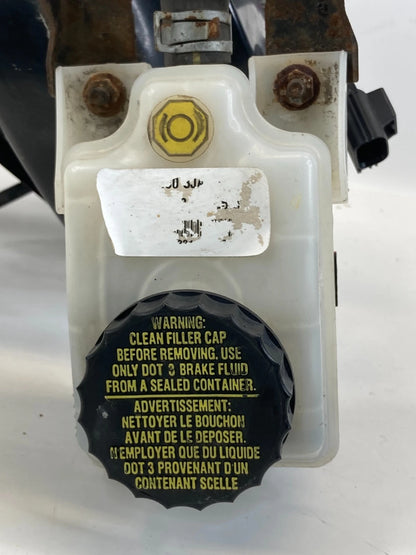 WARNING:
CLEAN FILLER CAP
BEFORE REMOVING. USE
ONLY DOT 3 BRAKE FLUID
FROM A SEALED CONTAINER.
ADVERTISSEMENT:
NETTOYER LE BOUCHON
AVANT DE LE DEPOSER.
N'EMPLOYER QUE DU LIQUIDE
DOT 3 PROVENANT D'UN
CONTENANT SCELLE